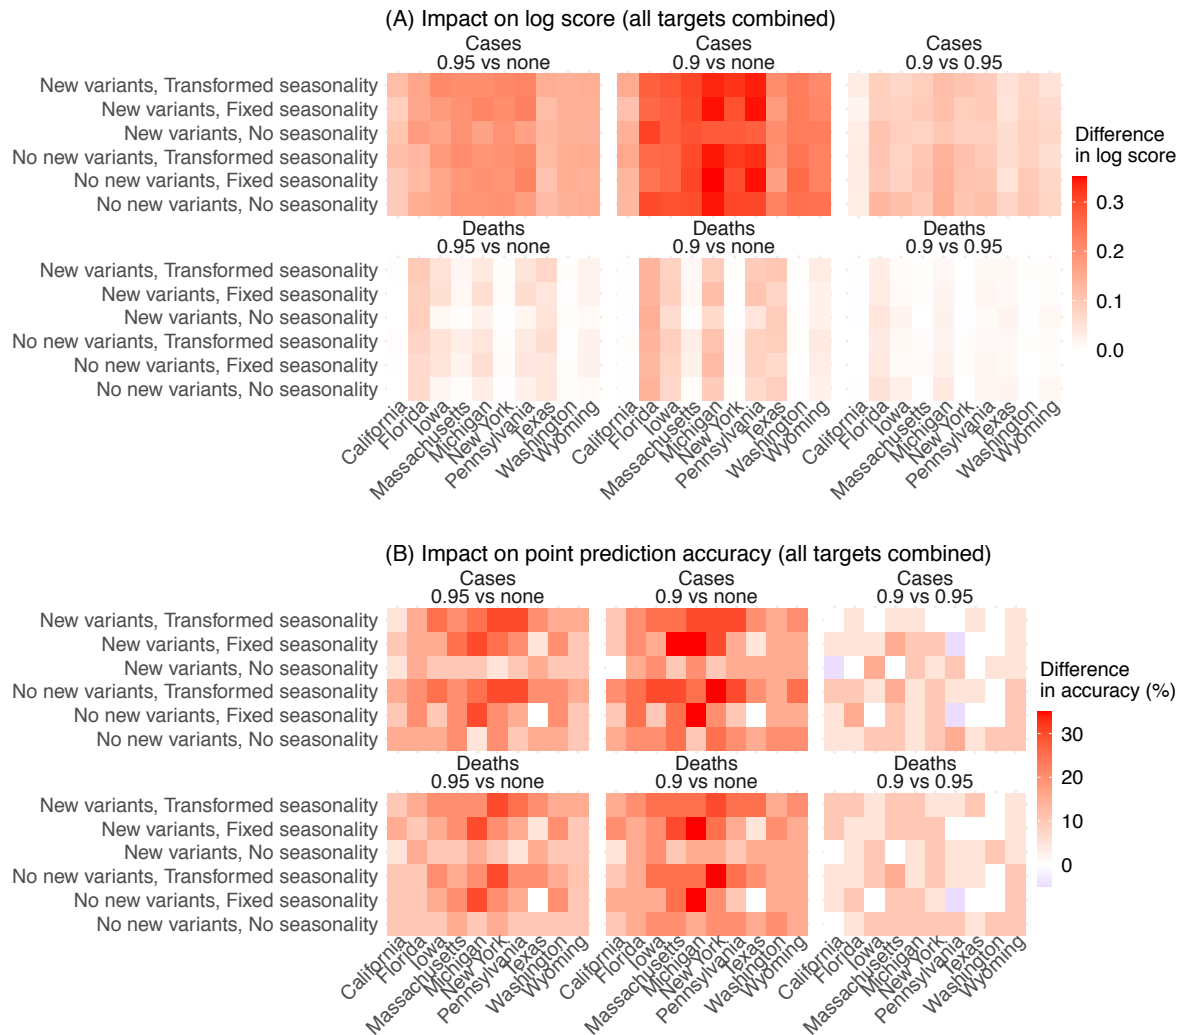 (A) Impact on log score (all targets combined)
Cases
0.95 vs none
Cases
0.9 vs none
Cases
0.9 vs 0.95
New variants, Transformed seasonality
New variants, Fixed seasonality
New variants, No seasonality
No new variants, Transformed seasonality
No new variants, Fixed seasonality
No new variants, No seasonality
Difference
in log score
0.3
0.2
0.1
0.0
Deaths
0.95 vs none
Deaths
0.9 vs none
Deaths
0.9 vs 0.95
New variants, Transformed seasonality
New variants, Fixed seasonality
New variants, No seasonality
No new variants, Transformed seasonality
No new variants, Fixed seasonality
No new variants, No seasonality
California
Florida
Iowa
Massachusetts
Michigan
New York
Pennsylvania
Texas
Washington
Wyoming
California
Florida
Iowa
Massachusetts
Michigan
New York
Pennsylvania
Texas
Washington
Wyoming
California
Florida
Iowa
Massachusetts
Michigan
New York
Pennsylvania
Texas
Washington
Wyoming
(B) Impact on point prediction accuracy (all targets combined)
Cases
0.95 vs none
Cases
0.9 vs none
Cases
0.9 vs 0.95
New variants, Transformed seasonality
New variants, Fixed seasonality
New variants, No seasonality
No new variants, Transformed seasonality
No new variants, Fixed seasonality
No new variants, No seasonality
Difference
in accuracy (%)
30
20
10
0
Deaths
0.95 vs none
Deaths
0.9 vs none
Deaths
0.9 vs 0.95
New variants, Transformed seasonality
New variants, Fixed seasonality
New variants, No seasonality
No new variants, Transformed seasonality
No new variants, Fixed seasonality
No new variants, No seasonality
California
Florida
Iowa
Massachusetts
Michigan
New York
Pennsylvania
Texas
Washington
Wyoming
California
Florida
Iowa
Massachusetts
Michigan
New York
Pennsylvania
Texas
Washington
Wyoming
California
Florida
Iowa
Massachusetts
Michigan
New York
Pennsylvania
Texas
Washington
Wyoming